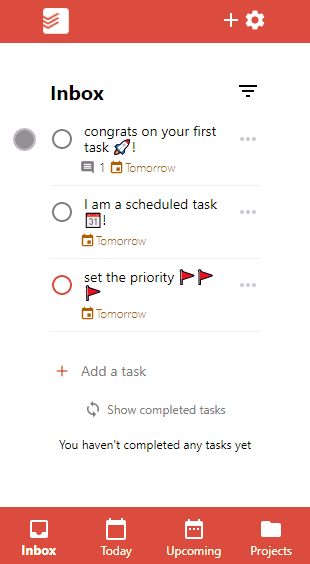 Inbox
congrats on your first
task 🚀!
1 Tomorrow
I am a scheduled task
📅!
Tomorrow
set the priority 🚩🚩
🚩
Tomorrow
+ Add a task
Show completed tasks
You haven't completed any tasks yet
Inbox Today Upcoming Projects